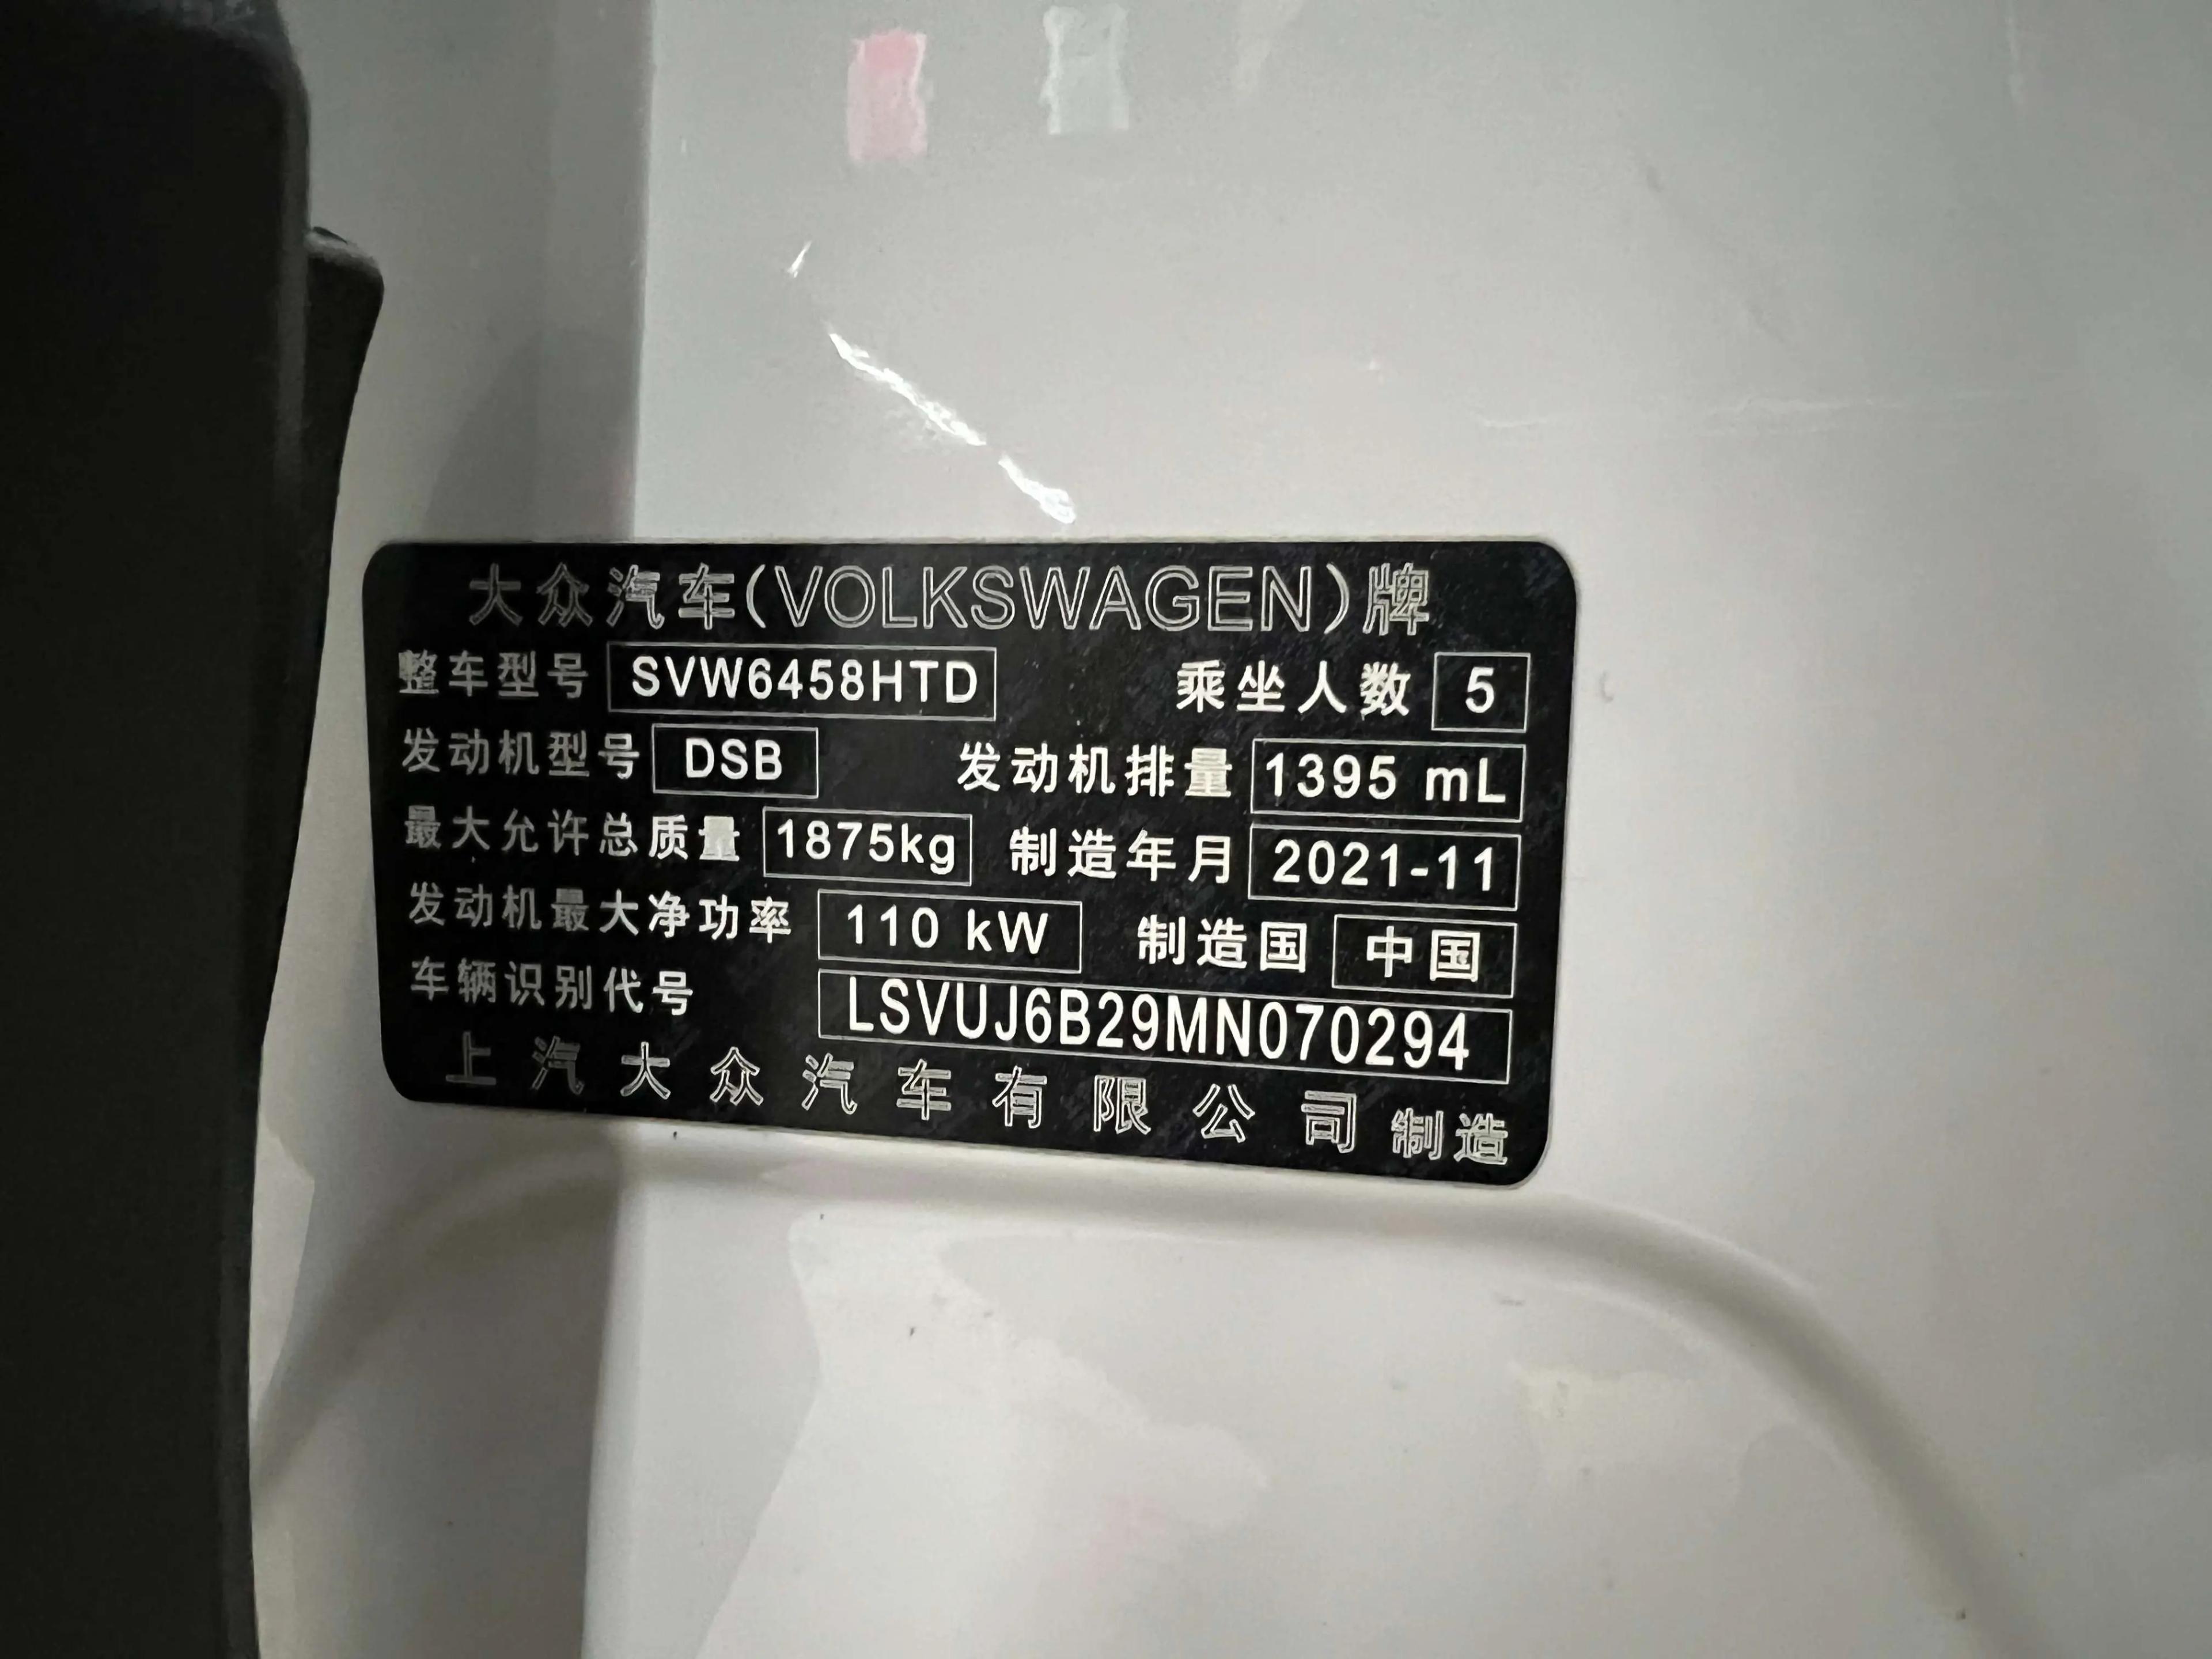 大众汽车(VOLKSWAGEN)牌
整车型号 SVW6458HTD 乘坐人数 5
发动机型号 DSB 发动机排量 1395 mL
最大允许总质量 1875kg 制造年月 2021-11
发动机最大净功率 110 kW 制造国 中国
车辆识别代号 LSVUJ6B29MN070294
上汽大众汽车有限公司制造